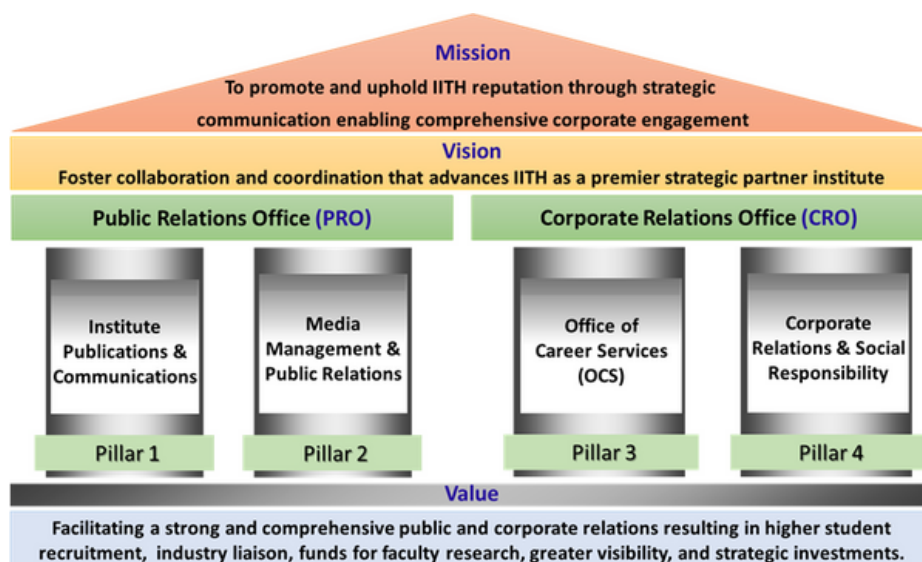 Mission
To promote and uphold IITH reputation through strategic
communication enabling comprehensive corporate engagement
Vision
Foster collaboration and coordination that advances IITH as a premier strategic partner institute
Public Relations Office (PRO)
Corporate Relations Office (CRO)
Institute
Publications &
Communications
Media
Management &
Public Relations
Office of
Career Services
(OCS)
Corporate
Relations & Social
Responsibility
Pillar 1
Pillar 2
Pillar 3
Pillar 4
Value
Facilitating a strong and comprehensive public and corporate relations resulting in higher student
recruitment, industry liaison, funds for faculty research, greater visibility, and strategic investments.